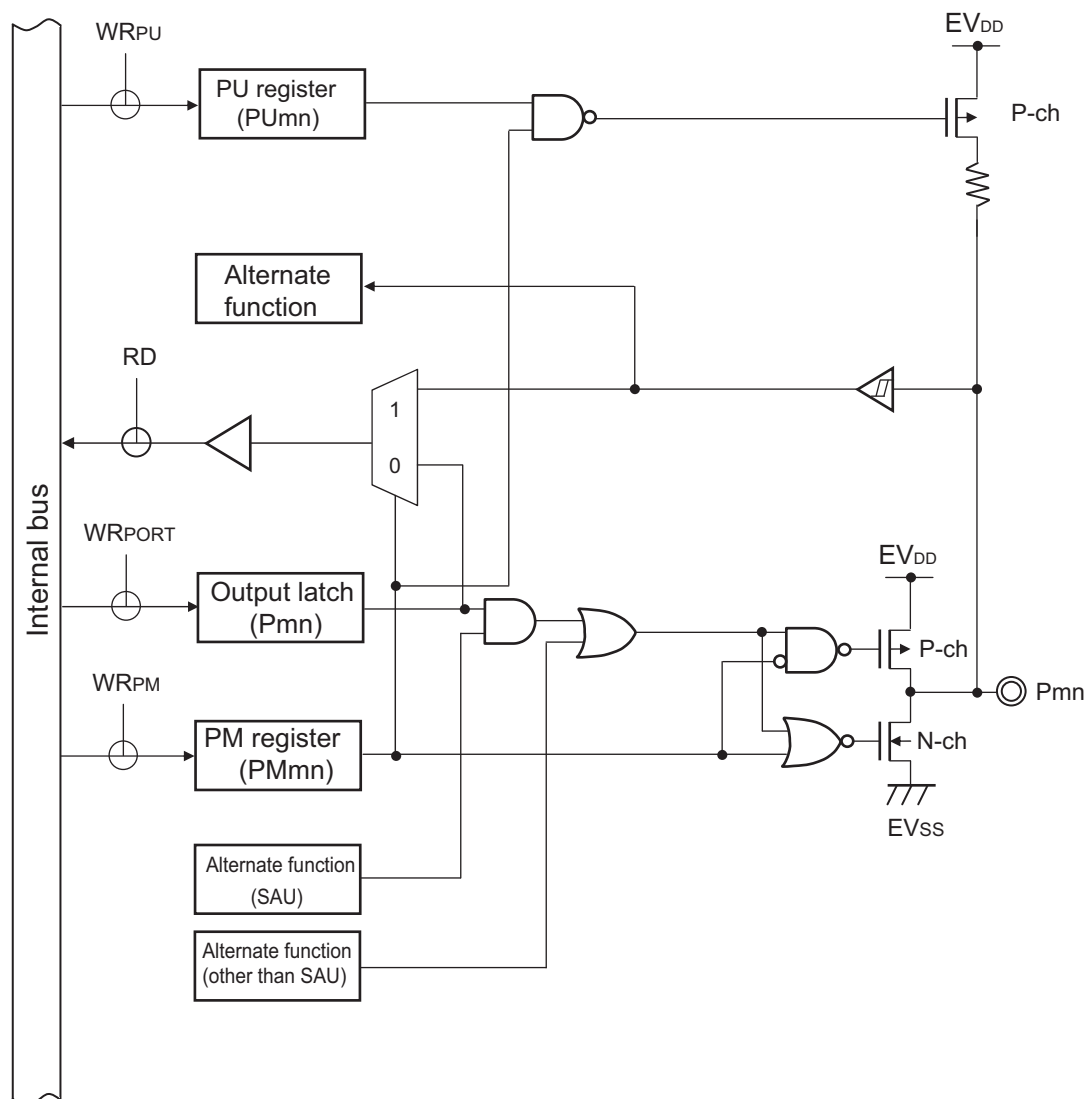 WRPU
EVDD
PU register
(PUmn)
P-ch
Alternate
function
RD
1
0
Internal bus
WRPORT
Output latch
(Pmn)
EVDD
P-ch
Pmn
WRPM
PM register
(PMmn)
N-ch
EVSS
Alternate function
(SAU)
Alternate function
(other than SAU)